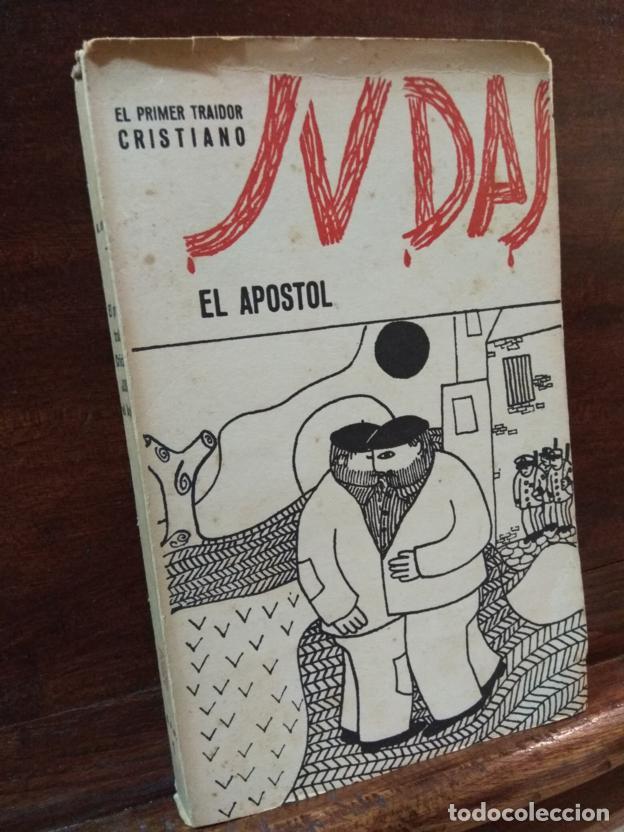 EL PRIMER TRAIDOR
CRISTIANO
JVDAS
EL APOSTOL
todocoleccion